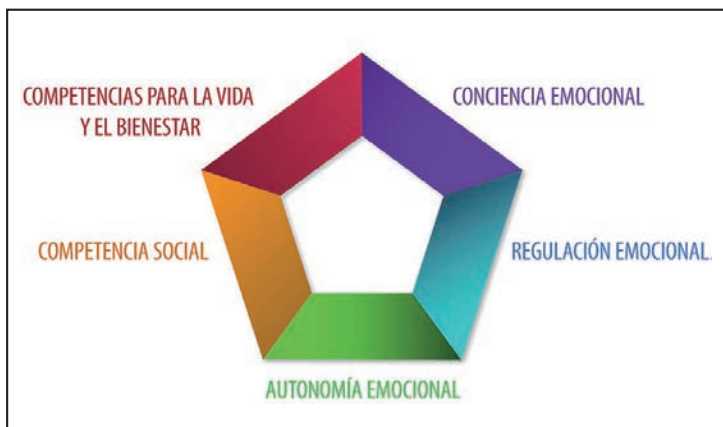 COMPETENCIAS PARA LA VIDA
Y EL BIENESTAR
CONCIENCIA EMOCIONAL
COMPETENCIA SOCIAL
REGULACIÓN EMOCIONAL
AUTONOMÍA EMOCIONAL